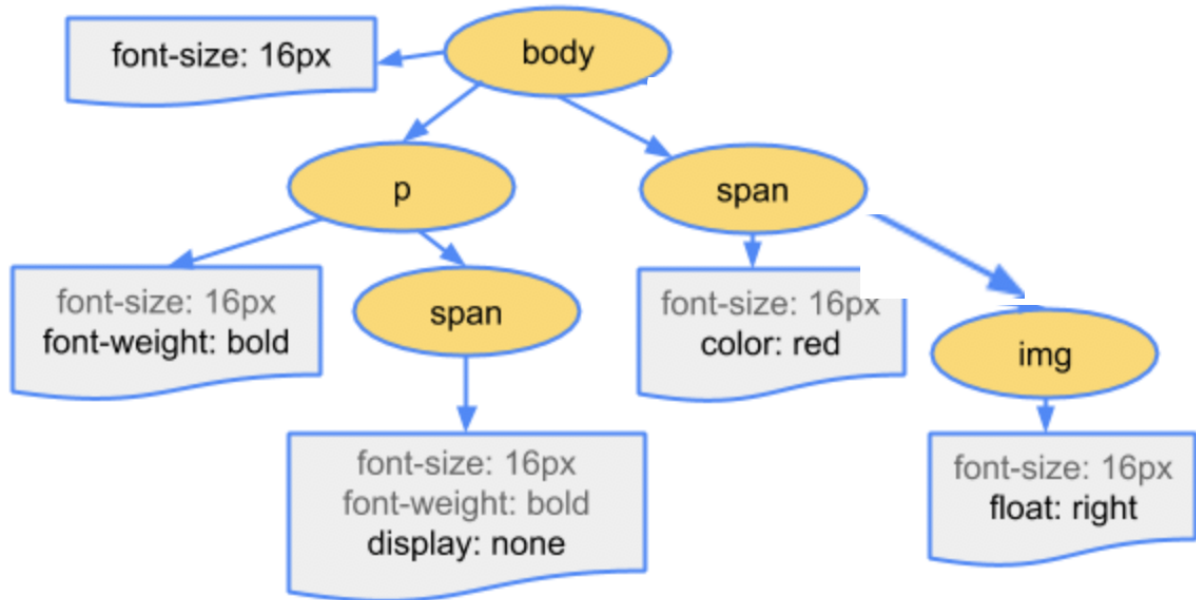 font-size: 16px
body
p
span
font-size: 16px
font-weight: bold
span
font-size: 16px
color: red
img
font-size: 16px
font-weight: bold
display: none
font-size: 16px
float: right